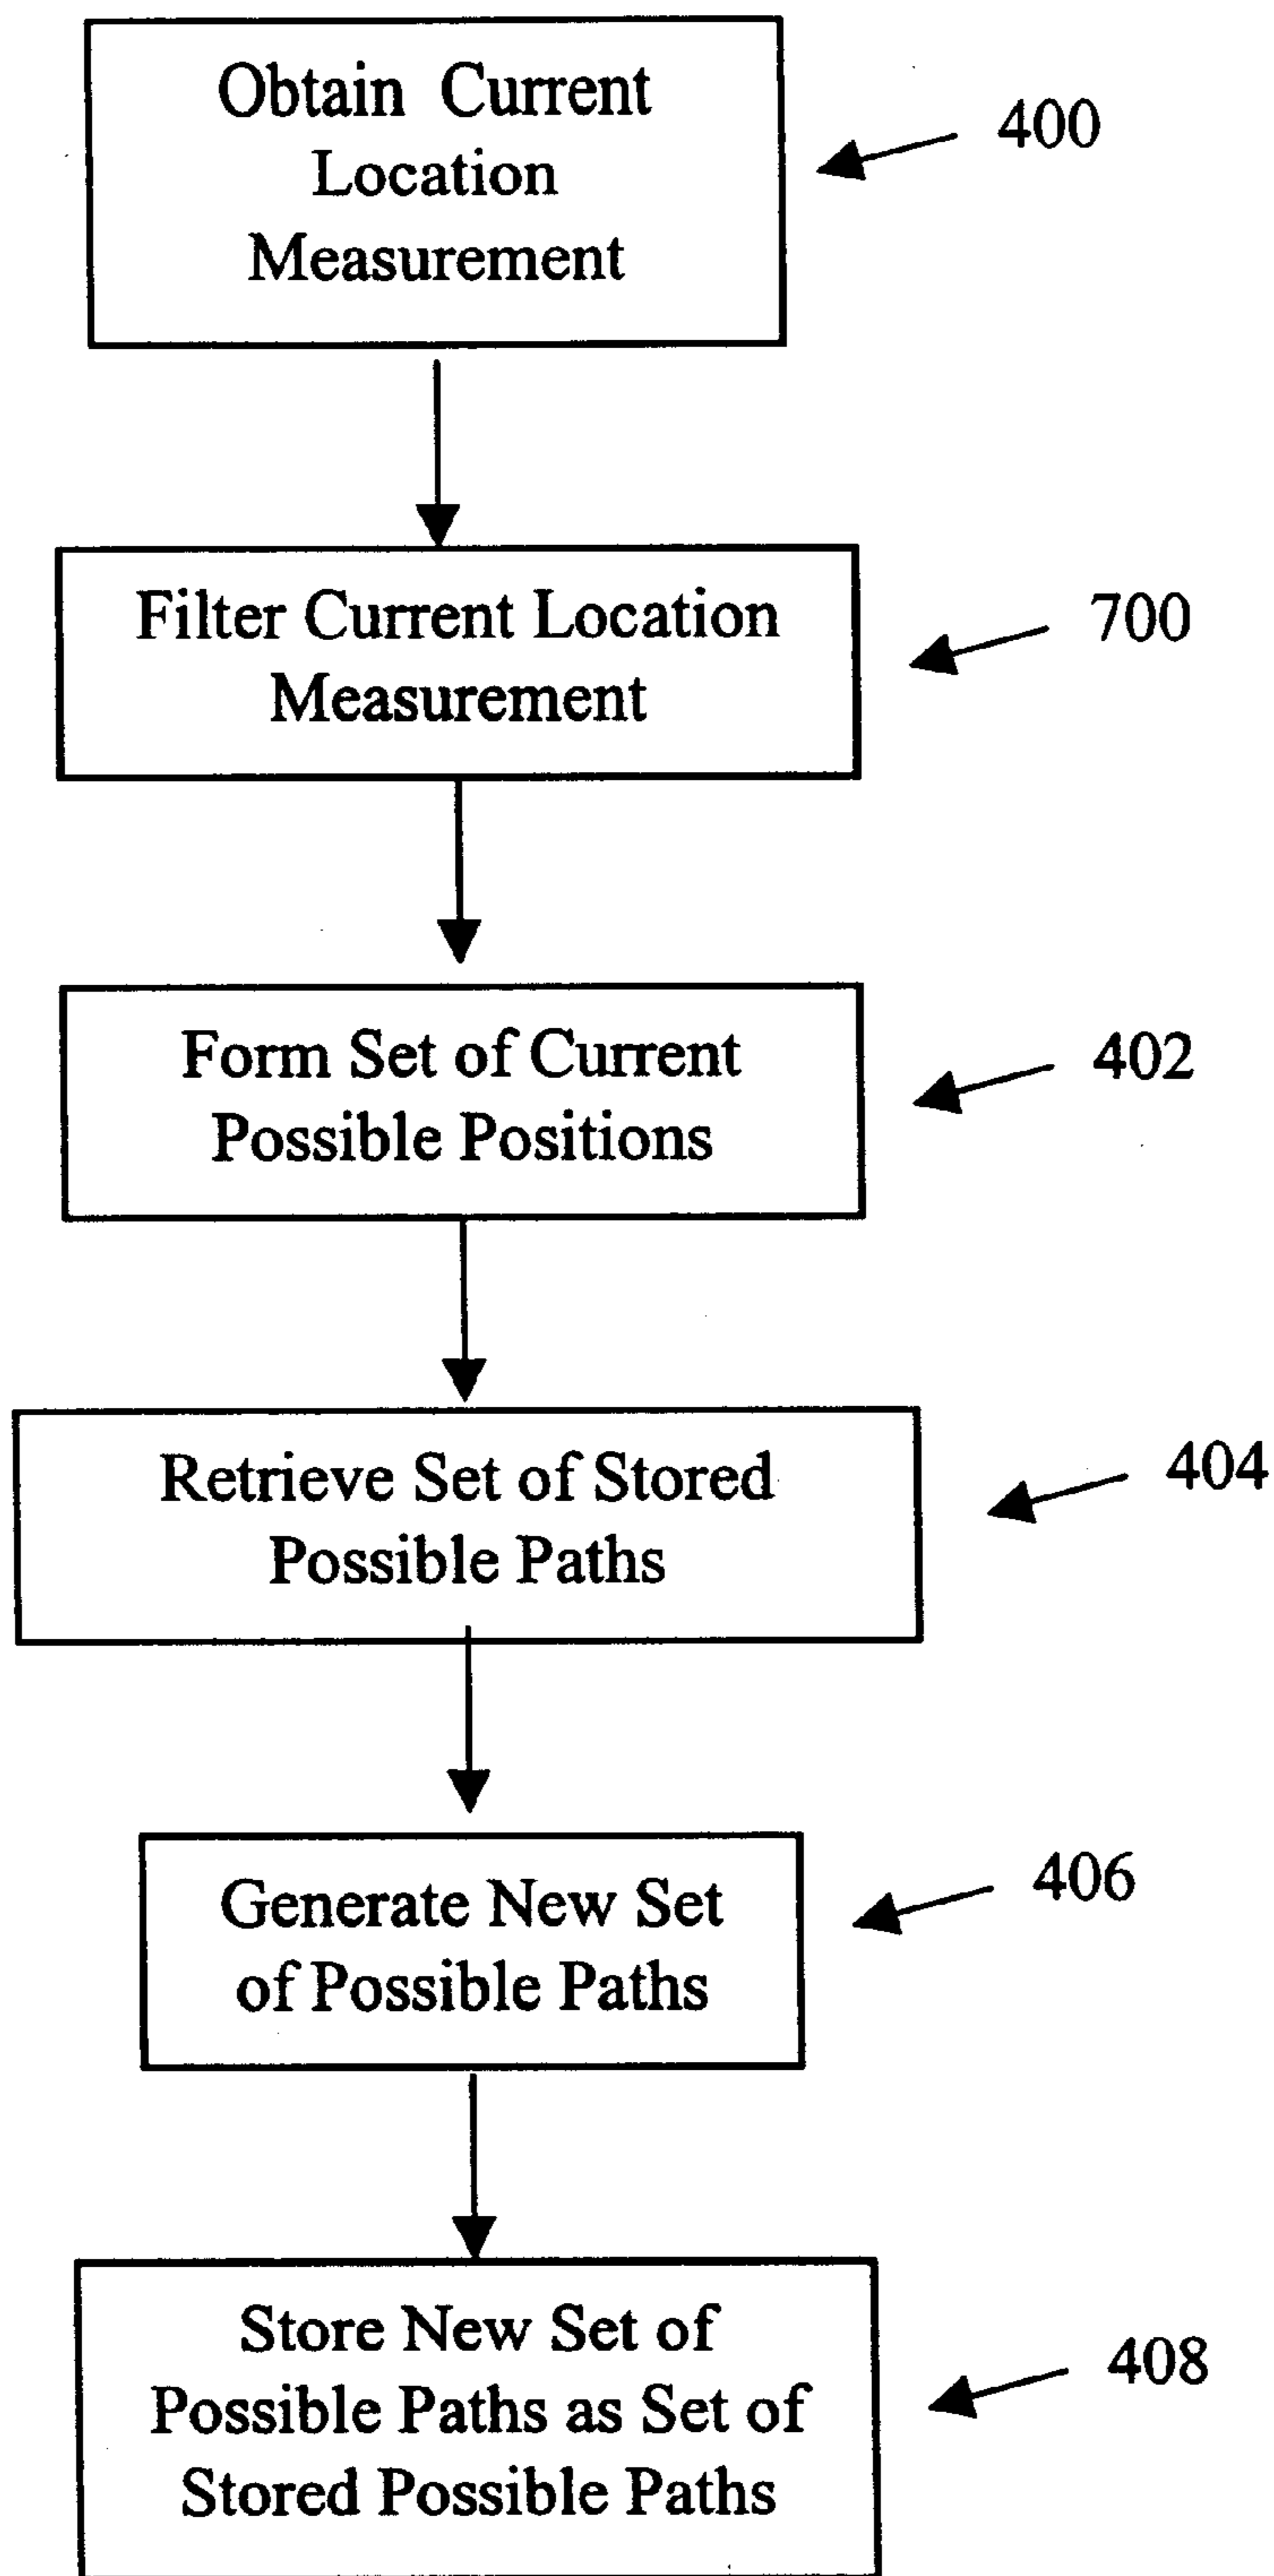 Obtain Current
Location
Measurement
400
Filter Current Location
Measurement
700
Form Set of Current
Possible Positions
402
Retrieve Set of Stored
Possible Paths
404
Generate New Set
of Possible Paths
406
Store New Set of
Possible Paths as Set of
Stored Possible Paths
408